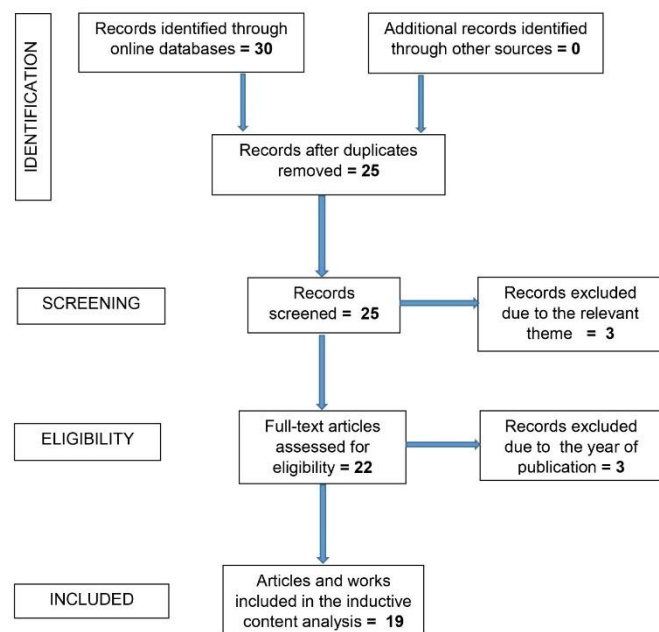 IDENTIFICATION
Records identified through
online databases = 30
Additional records identified
through other sources = 0
Records after duplicates
removed = 25
SCREENING
Records
screened = 25
Records excluded
due to the relevant
theme = 3
ELIGIBILITY
Full-text articles
assessed for
eligibility = 22
Records excluded
due to the year of
publication = 3
INCLUDED
Articles and works
included in the inductive
content analysis = 19